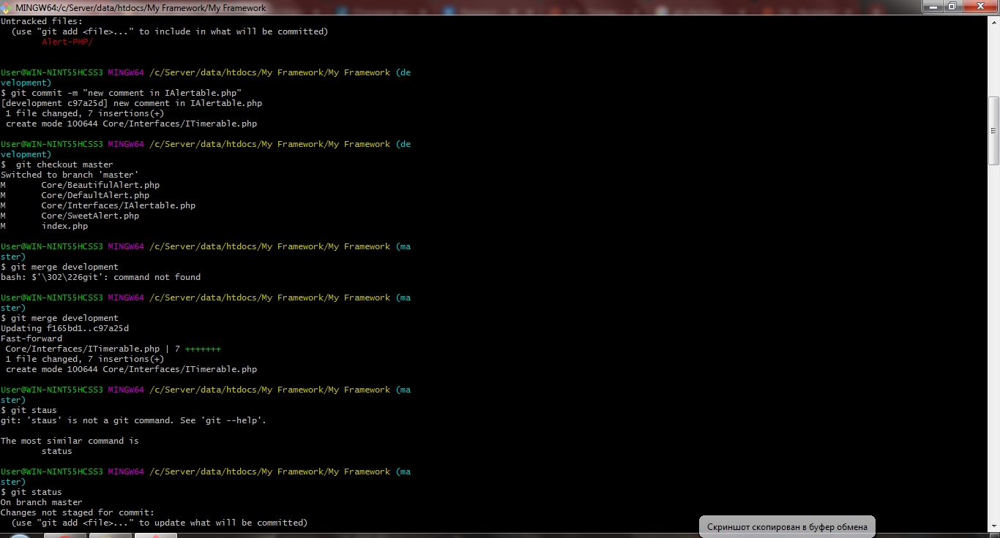 MINGW64:/c/Server/data/htdocs/My Framework/My Framework
Untracked files:
  (use "git add <file>..." to include in what will be committed)
        Alert-PHP/
User@WIN-NINT55HCSS3 MINGW64 /c/Server/data/htdocs/My Framework/My Framework (de
velopment)
$ git commit -m "new comment in IAlertable.php"
[development c97a25d] new comment in IAlertable.php
 1 file changed, 7 insertions(+)
 create mode 100644 Core/Interfaces/ITimerable.php
User@WIN-NINT55HCSS3 MINGW64 /c/Server/data/htdocs/My Framework/My Framework (de
velopment)
$  git checkout master
Switched to branch 'master'
M       Core/BeautifulAlert.php
M       Core/DefaultAlert.php
M       Core/Interfaces/IAlertable.php
M       Core/SweetAlert.php
M       index.php
User@WIN-NINT55HCSS3 MINGW64 /c/Server/data/htdocs/My Framework/My Framework (ma
ster)
$ git merge development
bash: $'\302\226git': command not found
User@WIN-NINT55HCSS3 MINGW64 /c/Server/data/htdocs/My Framework/My Framework (ma
ster)
$ git merge development
Updating f165bd1..c97a25d
Fast-forward
 Core/Interfaces/ITimerable.php | 7 +++++++
 1 file changed, 7 insertions(+)
 create mode 100644 Core/Interfaces/ITimerable.php
User@WIN-NINT55HCSS3 MINGW64 /c/Server/data/htdocs/My Framework/My Framework (ma
ster)
$ git staus
git: 'staus' is not a git command. See 'git --help'.
The most similar command is
        status
User@WIN-NINT55HCSS3 MINGW64 /c/Server/data/htdocs/My Framework/My Framework (ma
ster)
$ git status
On branch master
Changes not staged for commit:
  (use "git add <file>..." to update what will be committed)
Скриншот скопирован в буфер обмена